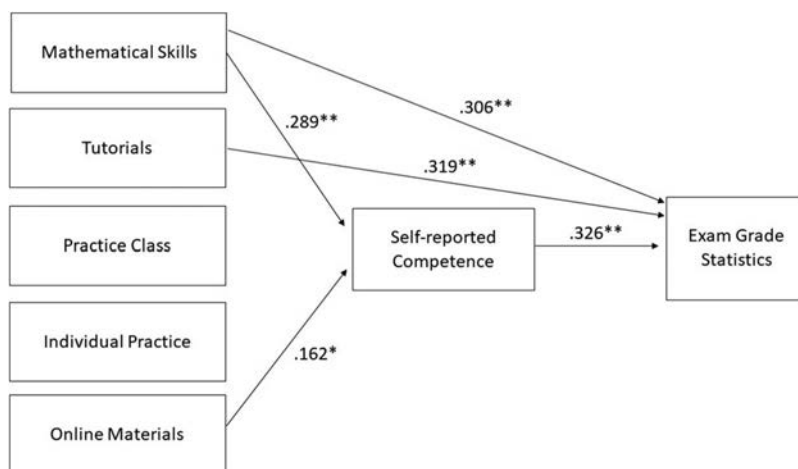 Mathematical Skills
.306**
.289**
Tutorials
.319**
Practice Class
Self-reported
Competence
.326**
Exam Grade
Statistics
Individual Practice
.162*
Online Materials